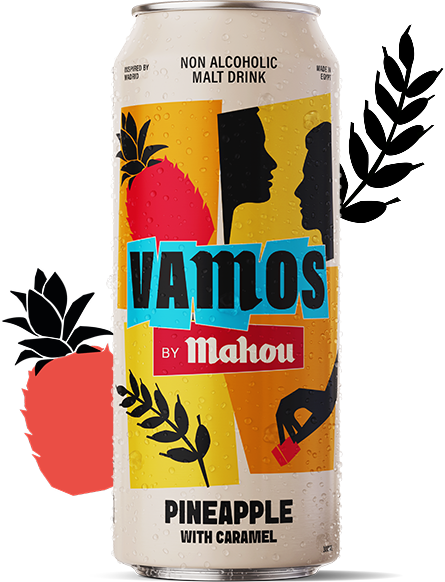 INSPIRED BY
MADRID
NON ALCOHOLIC
MALT DRINK
MADE IN
EGYPT
VAMOS
BY Mahou
PINEAPPLE
WITH CARAMEL